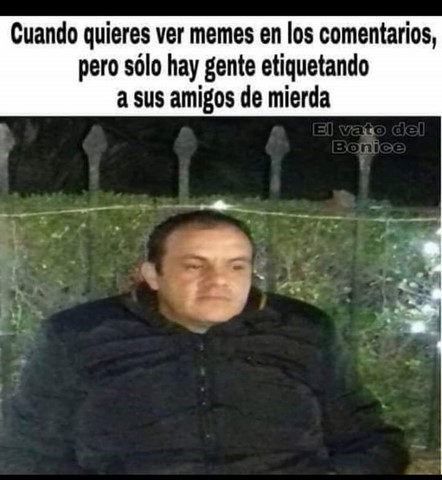 Cuando quieres ver memes en los comentarios,
pero sólo hay gente etiquetando
a sus amigos de mierda
El vato del
Bonice